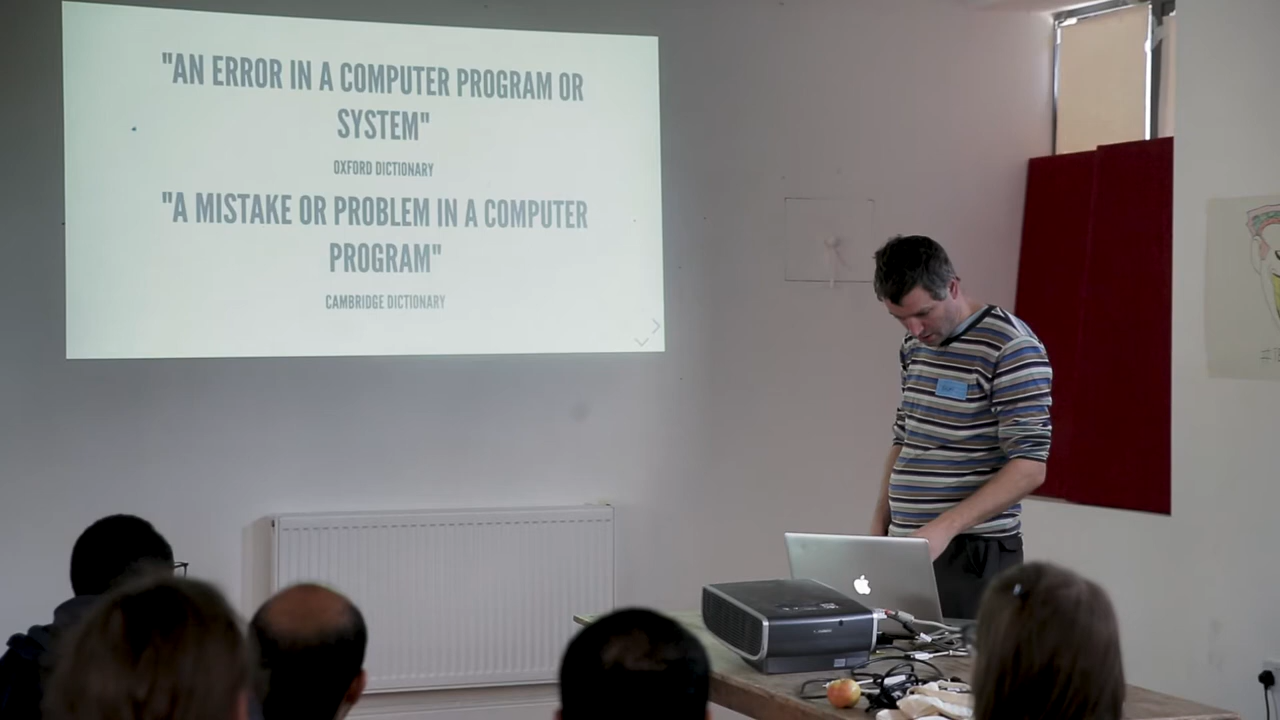 "AN ERROR IN A COMPUTER PROGRAM OR
SYSTEM"
OXFORD DICTIONARY
"A MISTAKE OR PROBLEM IN A COMPUTER
PROGRAM"
CAMBRIDGE DICTIONARY